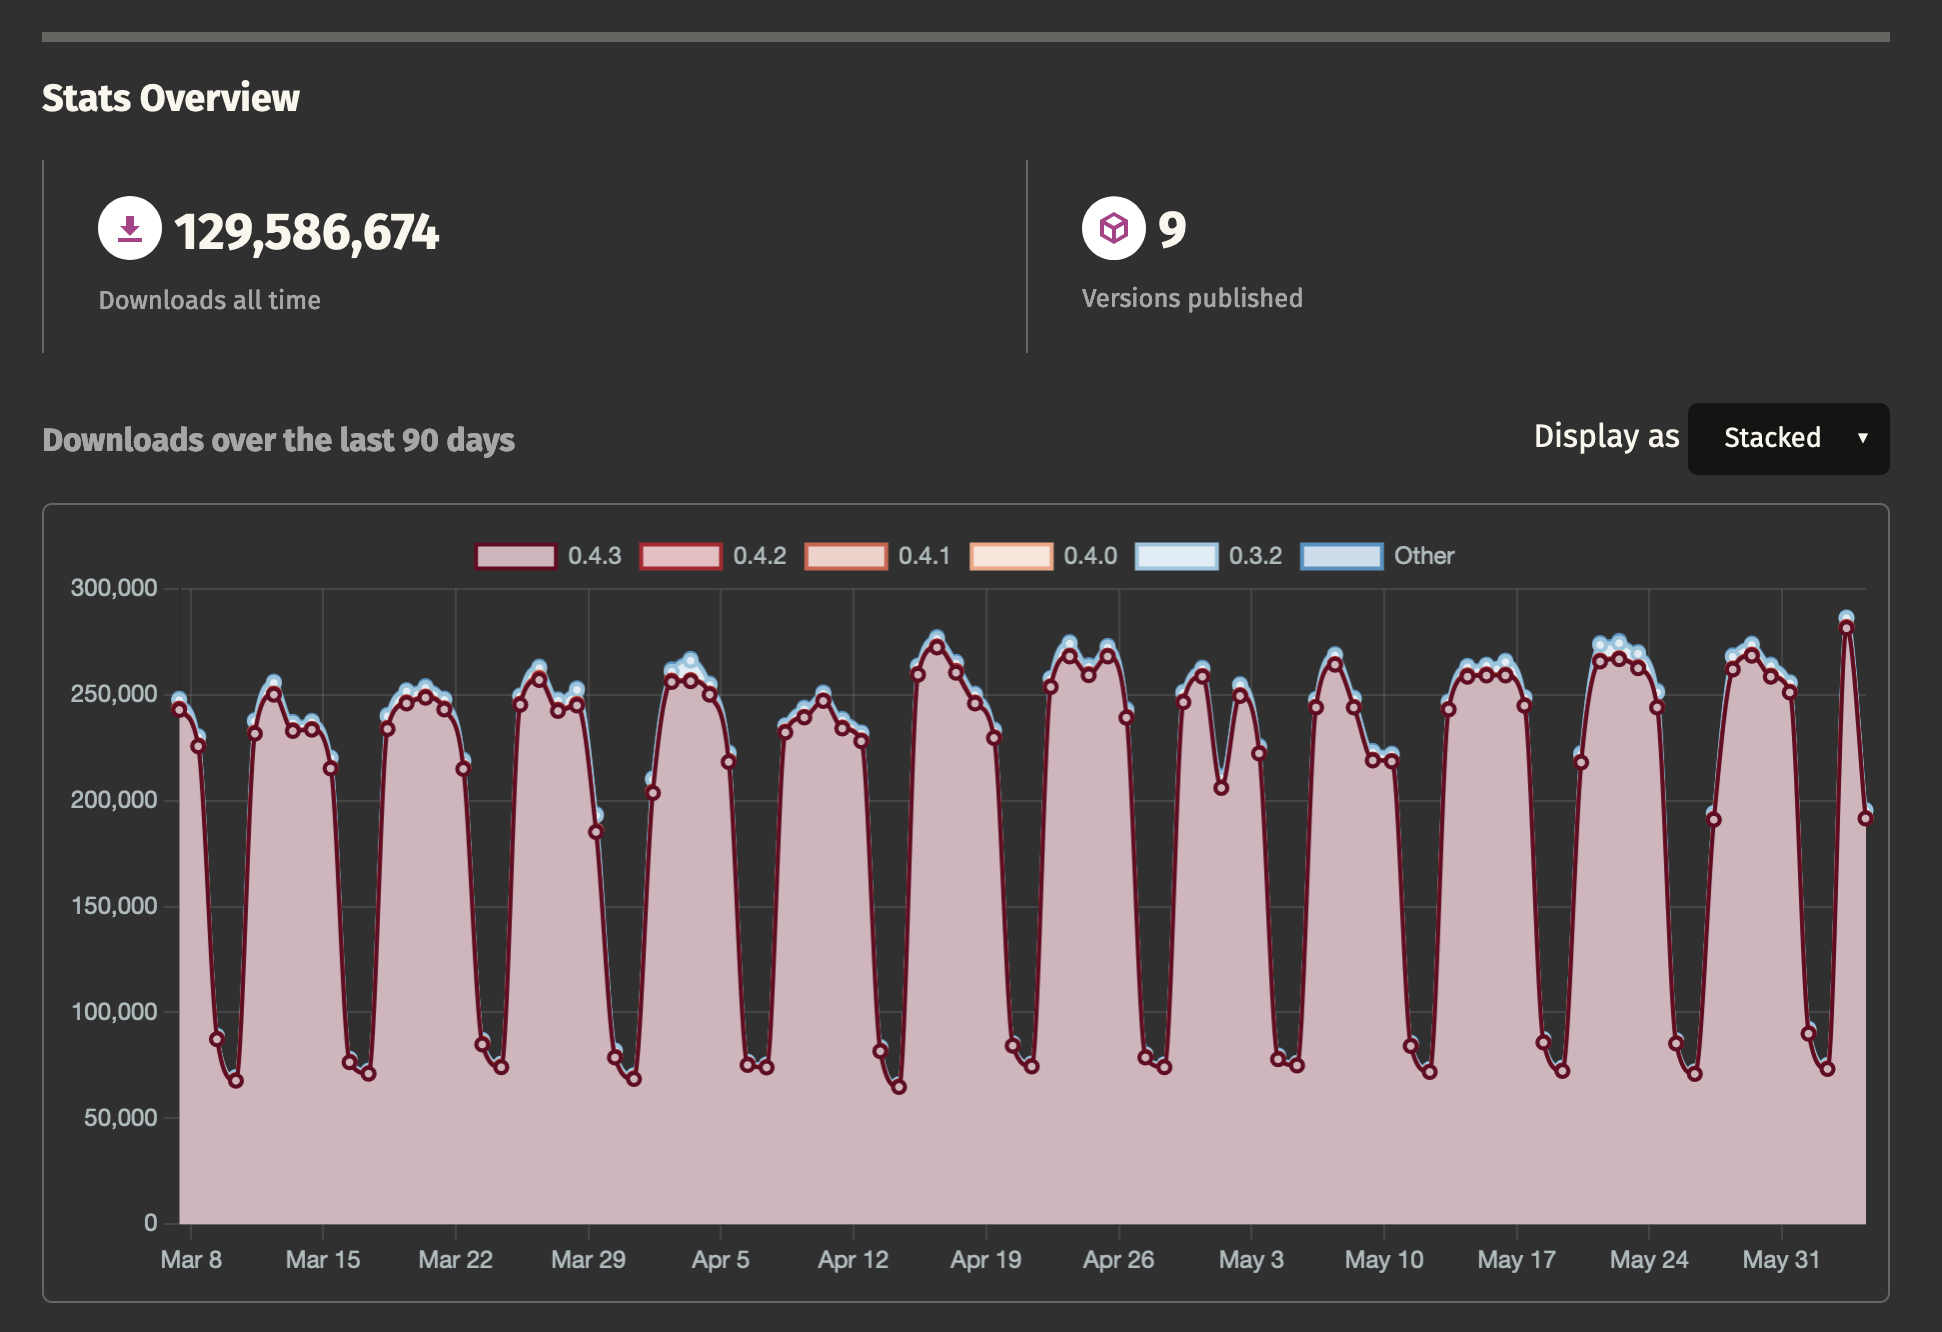 Stats Overview
129,586,674
Downloads all time
9
Versions published
Downloads over the last 90 days
Display as Stacked ▼
0.4.3 0.4.2 0.4.1 0.4.0 0.3.2 Other
300,000
250,000
200,000
150,000
100,000
50,000
0
Mar 8 Mar 15 Mar 22 Mar 29 Apr 5 Apr 12 Apr 19 Apr 26 May 3 May 10 May 17 May 24 May 31